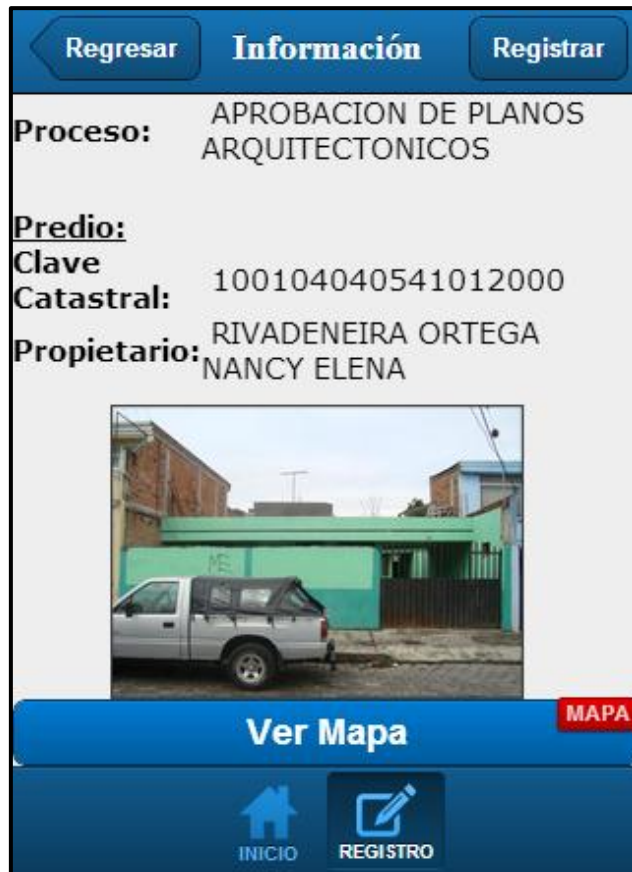 Regresar Información Registrar
Proceso: APROBACION DE PLANOS
ARQUITECTONICOS
Predio:
Clave
Catastral: 100104040541012000
Propietario: RIVADENEIRA ORTEGA
NANCY ELENA
ME
Ver Mapa MAPA
INICIO REGISTRO